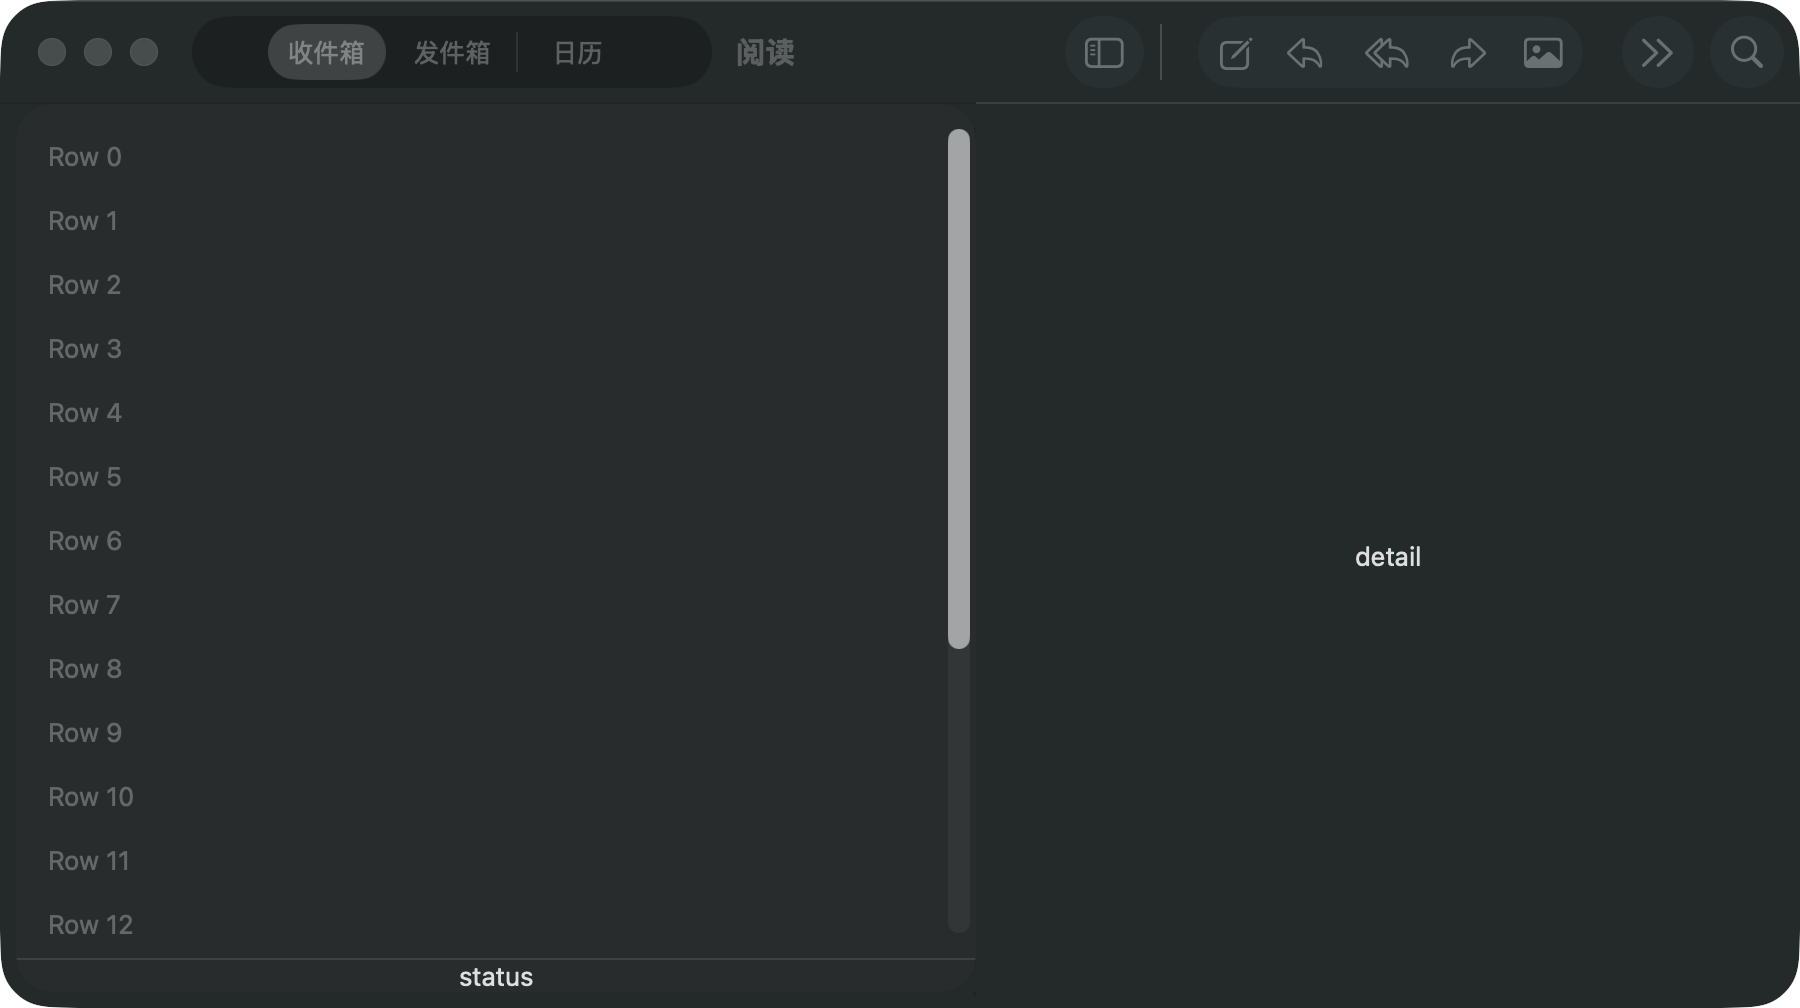 收件箱 发件箱 日历 阅读
Row 0
Row 1
Row 2
Row 3
Row 4
Row 5
Row 6
Row 7
Row 8
Row 9
Row 10
Row 11
Row 12
status
detail